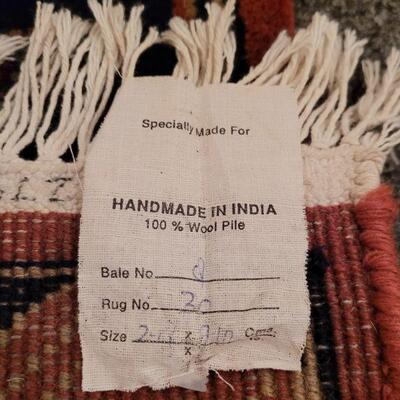 Specially Made For
HANDMADE IN INDIA
100 % Wool Pile
Bale No.
Rug No.
Size x
x